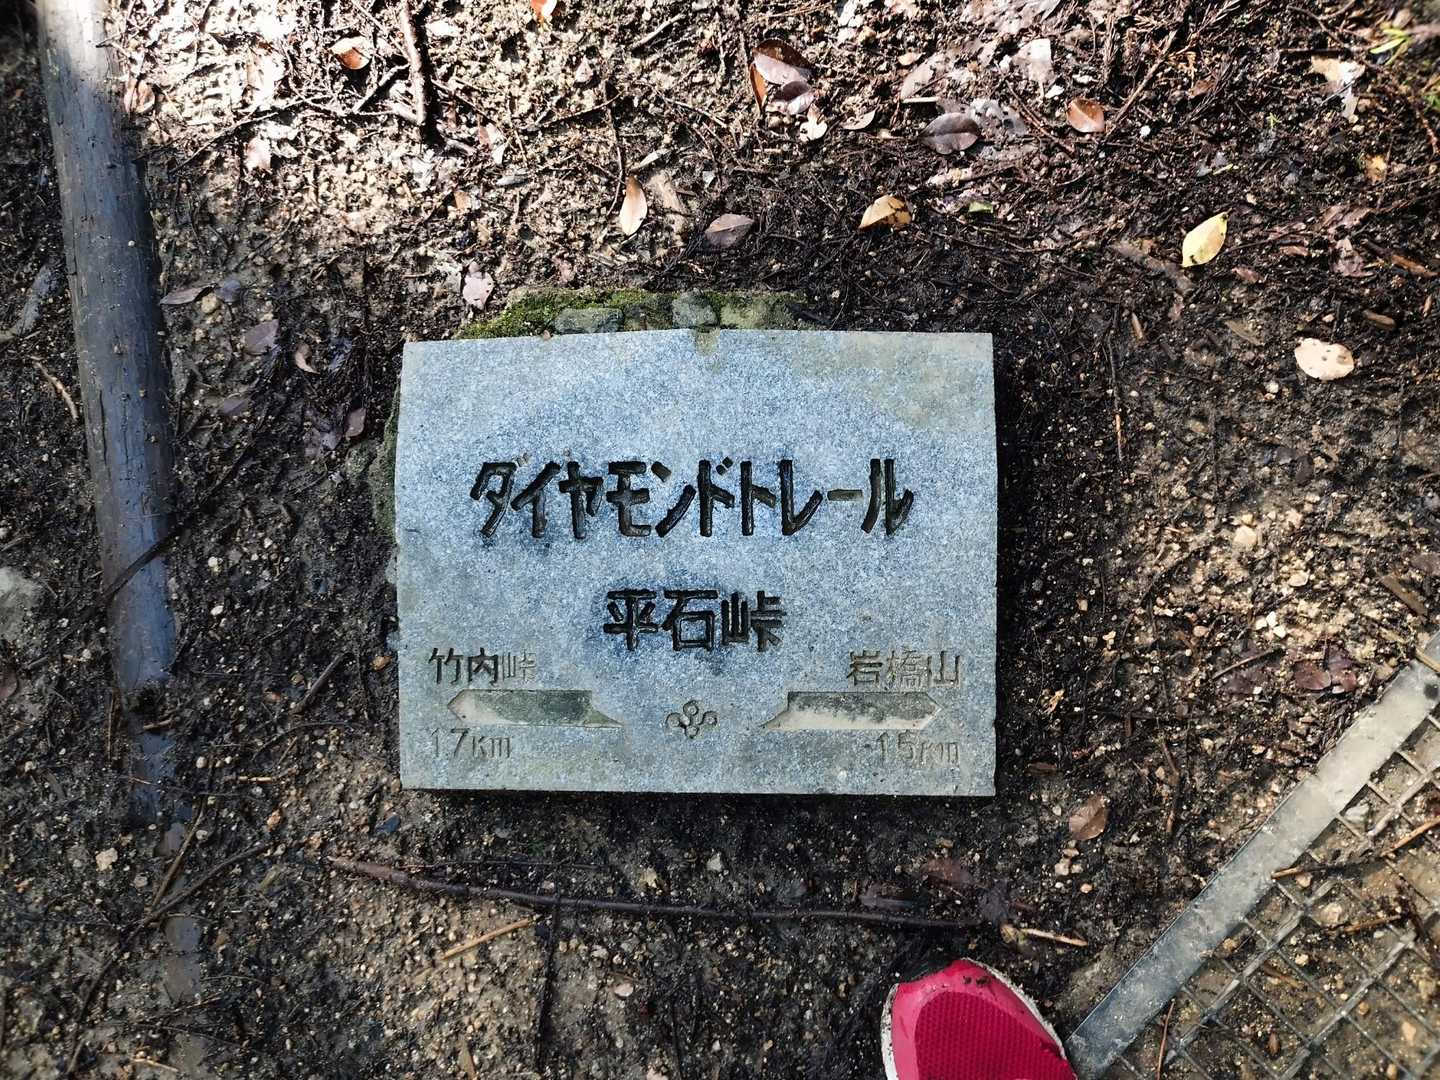 ダイヤモンドトレール
平石峠
竹内峠
岩橋山
1.7km
1.5km